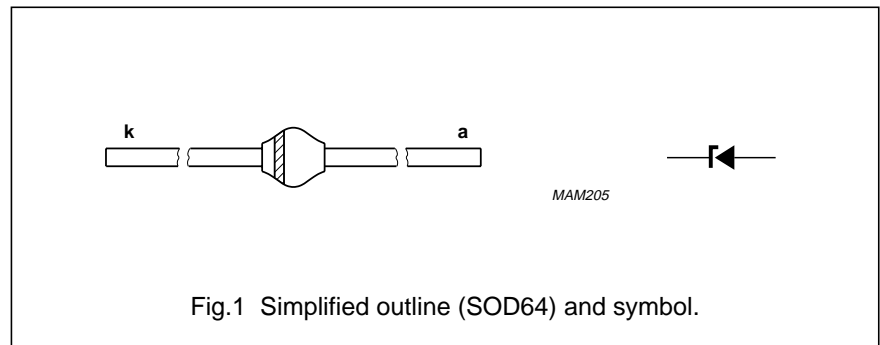 k
a
MAM205
Fig.1 Simplified outline (SOD64) and symbol.